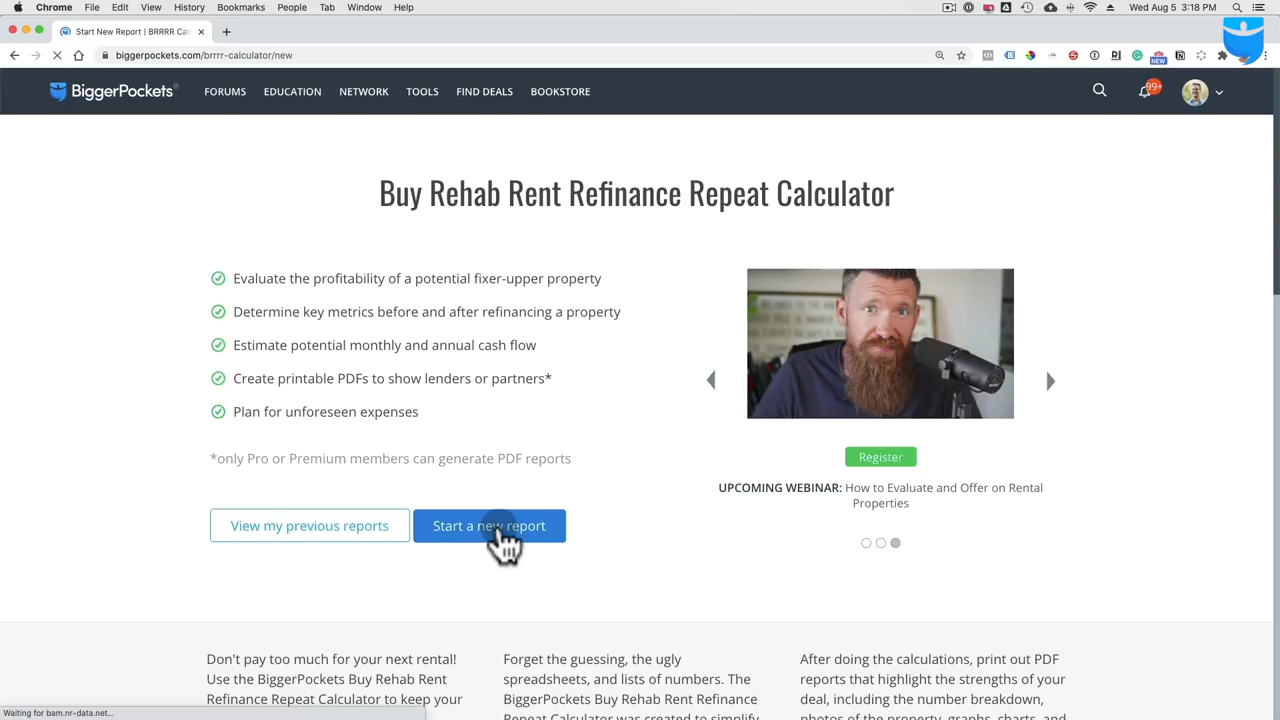 Chrome File Edit View History Bookmarks People Tab Window Help Wed Aug 5 3:18 PM
Start New Report | BRRRR Cal
biggerpockets.com/brrrr-calculator/new
NEW
BiggerPockets® FORUMS EDUCATION NETWORK TOOLS FIND DEALS BOOKSTORE 99+
Buy Rehab Rent Refinance Repeat Calculator
Evaluate the profitability of a potential fixer-upper property
Determine key metrics before and after refinancing a property
Estimate potential monthly and annual cash flow
Create printable PDFs to show lenders or partners*
Plan for unforeseen expenses
*only Pro or Premium members can generate PDF reports
View my previous reports Start a new report
Register
UPCOMING WEBINAR: How to Evaluate and Offer on Rental
Properties
Don't pay too much for your next rental!
Use the BiggerPockets Buy Rehab Rent
Refinance Repeat Calculator to keep your
Forget the guessing, the ugly
spreadsheets, and lists of numbers. The
BiggerPockets Buy Rehab Rent Refinance
Repeat Calculator was created to simplify
After doing the calculations, print out PDF
reports that highlight the strengths of your
deal, including the number breakdown,
photos of the property, graphs, charts, and
Waiting for bam.nr-data.net...